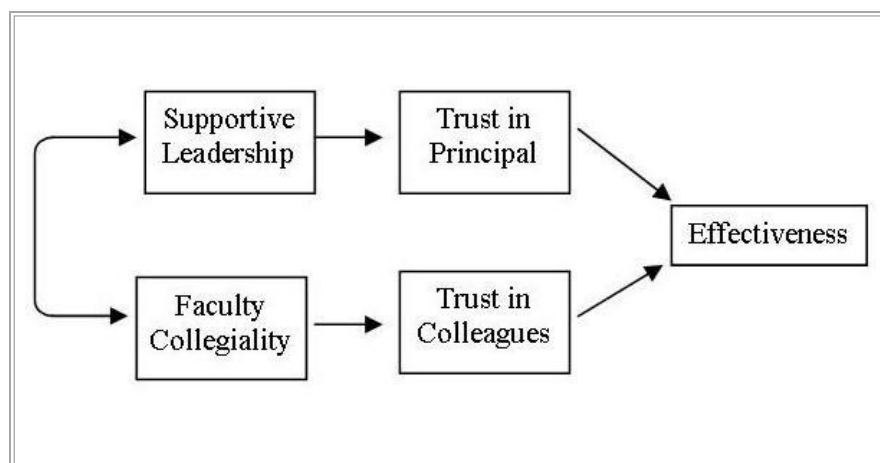 Supportive
Leadership
Trust in
Principal
Effectiveness
Faculty
Collegiality
Trust in
Colleagues